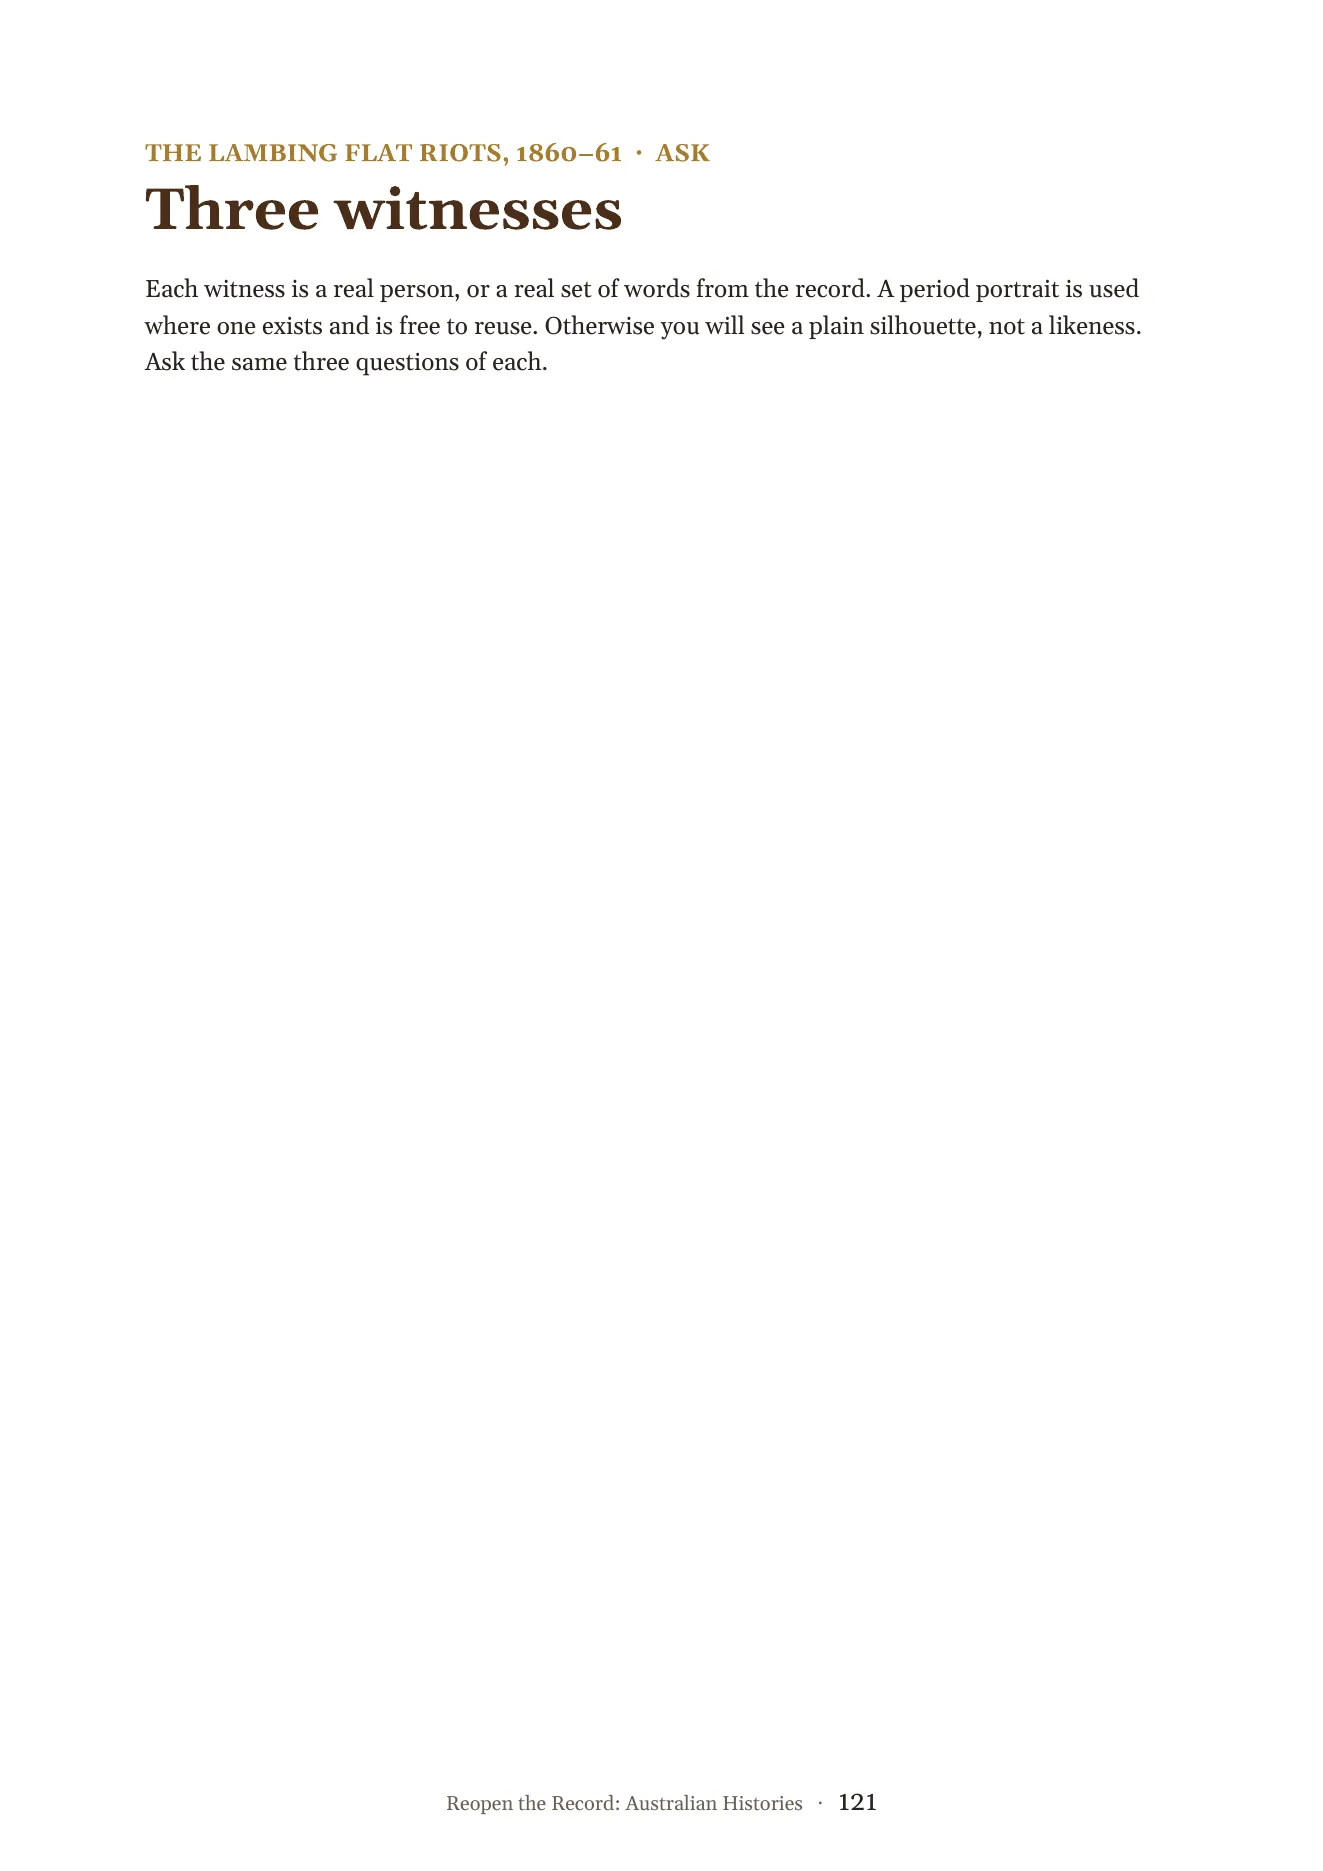 THE LAMBING FLAT RIOTS, 1860–61 · ASK
Three witnesses
Each witness is a real person, or a real set of words from the record. A period portrait is used
where one exists and is free to reuse. Otherwise you will see a plain silhouette, not a likeness.
Ask the same three questions of each.
Reopen the Record: Australian Histories · 121